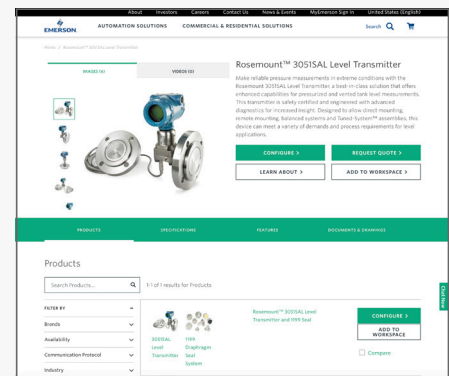 About Investors Careers Contact Us News & Events MyEmerson Sign In United States (English)
EMERSON.
AUTOMATION SOLUTIONS COMMERCIAL & RESIDENTIAL SOLUTIONS
Search
Home / Rosemount™ 3051SAL Level Transmitter
IMAGES (6) VIDEOS (0)
Rosemount™ 3051SAL Level Transmitter
Make reliable pressure measurements in extreme conditions with the
Rosemount 3051SAL Level Transmitter, a best-in-class solution that offers
enhanced capabilities for pressurized and vented tank level measurements.
This transmitter is safety certified and engineered with advanced
diagnostics for increased insight. Designed to allow direct mounting,
remote mounting, balanced systems and Tuned-System™ assemblies, this
device can meet a variety of demands and process requirements for level
applications.
CONFIGURE > REQUEST QUOTE >
LEARN ABOUT > ADD TO WORKSPACE >
PRODUCTS SPECIFICATIONS FEATURES DOCUMENTS & DRAWINGS
Chat Now
Products
Search Products...
1-1 of 1 results for Products
FILTER BY
Brands
Availability
Communication Protocol
Industry
3051SAL
Level
Transmitter
1199
Diaphragm
Seal
System
Rosemount™ 3051SAL Level
Transmitter and 1199 Seal
CONFIGURE >
ADD TO
WORKSPACE
Compare